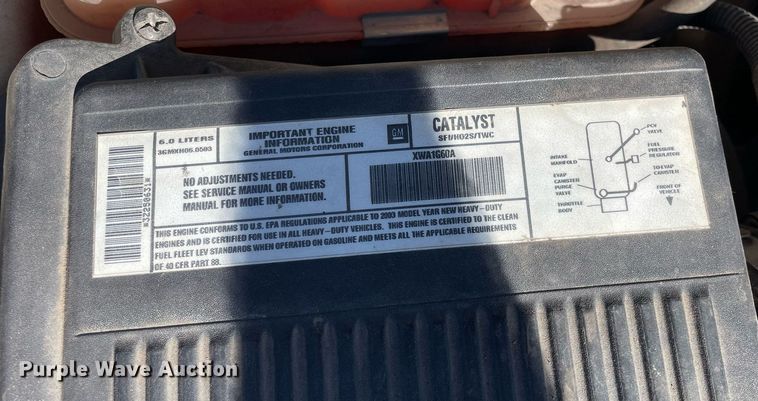 6.0 LITERS
3GMXH06.0583
IMPORTANT ENGINE
INFORMATION
GENERAL MOTORS CORPORATION
GM
CATALYST
SFI/HO2S/TWC
XWA1G60A
NO ADJUSTMENTS NEEDED.
SEE SERVICE MANUAL OR OWNERS
MANUAL FOR MORE INFORMATION.
THIS ENGINE CONFORMS TO U.S. EPA REGULATIONS APPLICABLE TO 2003 MODEL YEAR NEW HEAVY-DUTY
ENGINES AND IS CERTIFIED FOR USE IN ALL HEAVY-DUTY VEHICLES. THIS ENGINE IS CERTIFIED TO THE CLEAN
FUEL FLEET LEV STANDARDS WHEN OPERATED ON GASOLINE AND MEETS ALL THE APPLICABLE REQUIREMENTS
OF 40 CFR PART 88.
*32250631*
A
PCV
VALVE
FUEL
PRESSURE
REGULATOR
INTAKE
MANIFOLD
TO EVAP
CANISTER
EVAP
CANISTER
PURGE
VALVE
FRONT OF
VEHICLE
THROTTLE
BODY
Purple Wave Auction®